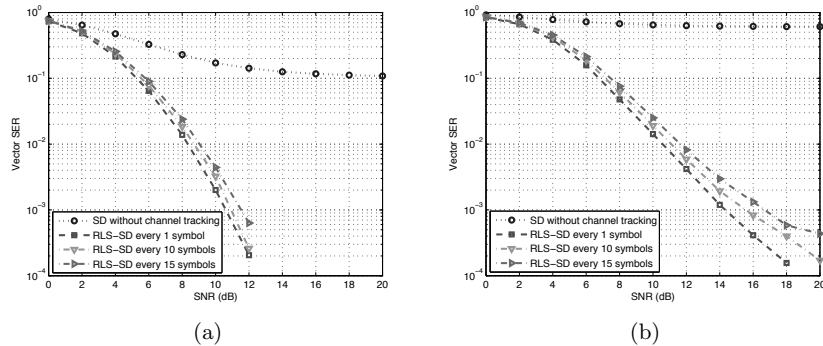 10⁰
10⁻¹
10⁻²
10⁻³
10⁻⁴
Vector SER
0 2 4 6 8 10 12 14 16 18 20
SNR (dB)
SD without channel tracking
RLS−SD every 1 symbol
RLS−SD every 10 symbols
RLS−SD every 15 symbols
(a)
10⁰
10⁻¹
10⁻²
10⁻³
10⁻⁴
Vector SER
0 2 4 6 8 10 12 14 16 18 20
SNR (dB)
SD without channel tracking
RLS−SD every 1 symbol
RLS−SD every 10 symbols
RLS−SD every 15 symbols
(b)